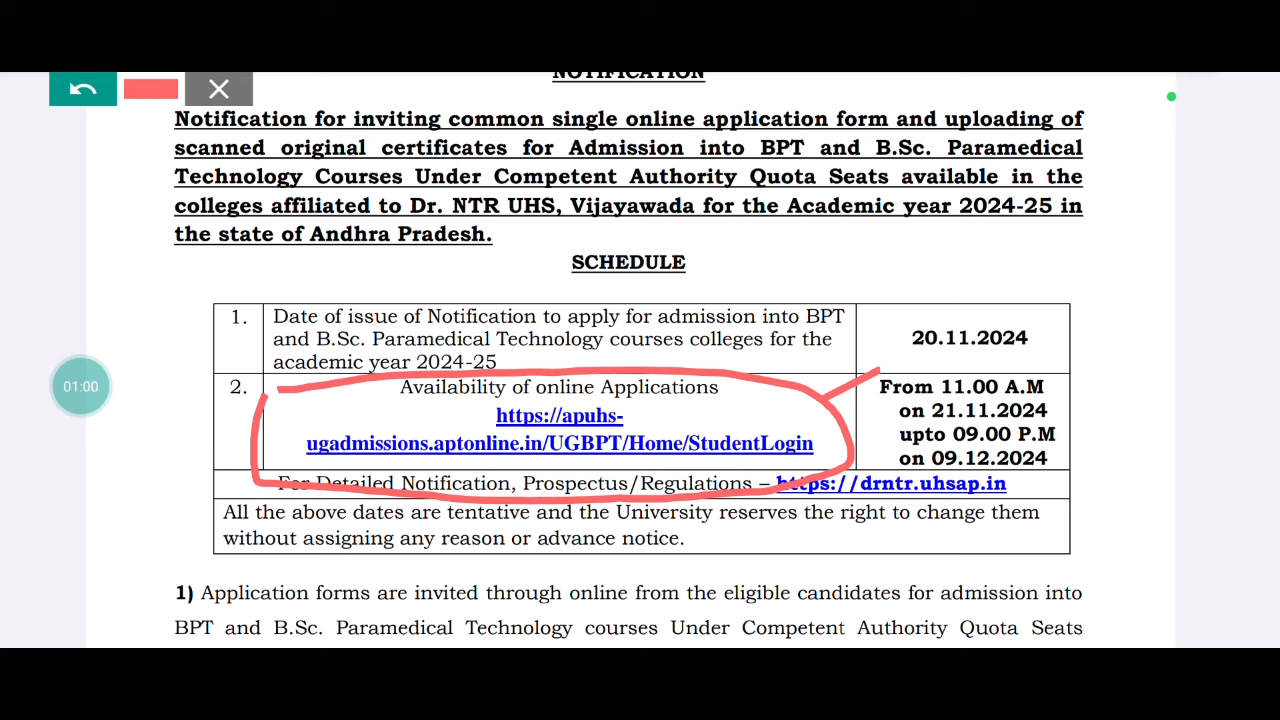 NOTIFICATION
Notification for inviting common single online application form and uploading of
scanned original certificates for Admission into BPT and B.Sc. Paramedical
Technology Courses Under Competent Authority Quota Seats available in the
colleges affiliated to Dr. NTR UHS, Vijayawada for the Academic year 2024-25 in
the state of Andhra Pradesh.
SCHEDULE
1. Date of issue of Notification to apply for admission into BPT
and B.Sc. Paramedical Technology courses colleges for the
academic year 2024-25
20.11.2024
2. Availability of online Applications
https://apuhs-
ugadmissions.aptonline.in/UGBPT/Home/StudentLogin
From 11.00 A.M
on 21.11.2024
upto 09.00 P.M
on 09.12.2024
For Detailed Notification, Prospectus/Regulations – https://drntr.uhsap.in
All the above dates are tentative and the University reserves the right to change them
without assigning any reason or advance notice.
1) Application forms are invited through online from the eligible candidates for admission into
BPT and B.Sc. Paramedical Technology courses Under Competent Authority Quota Seats
01:00